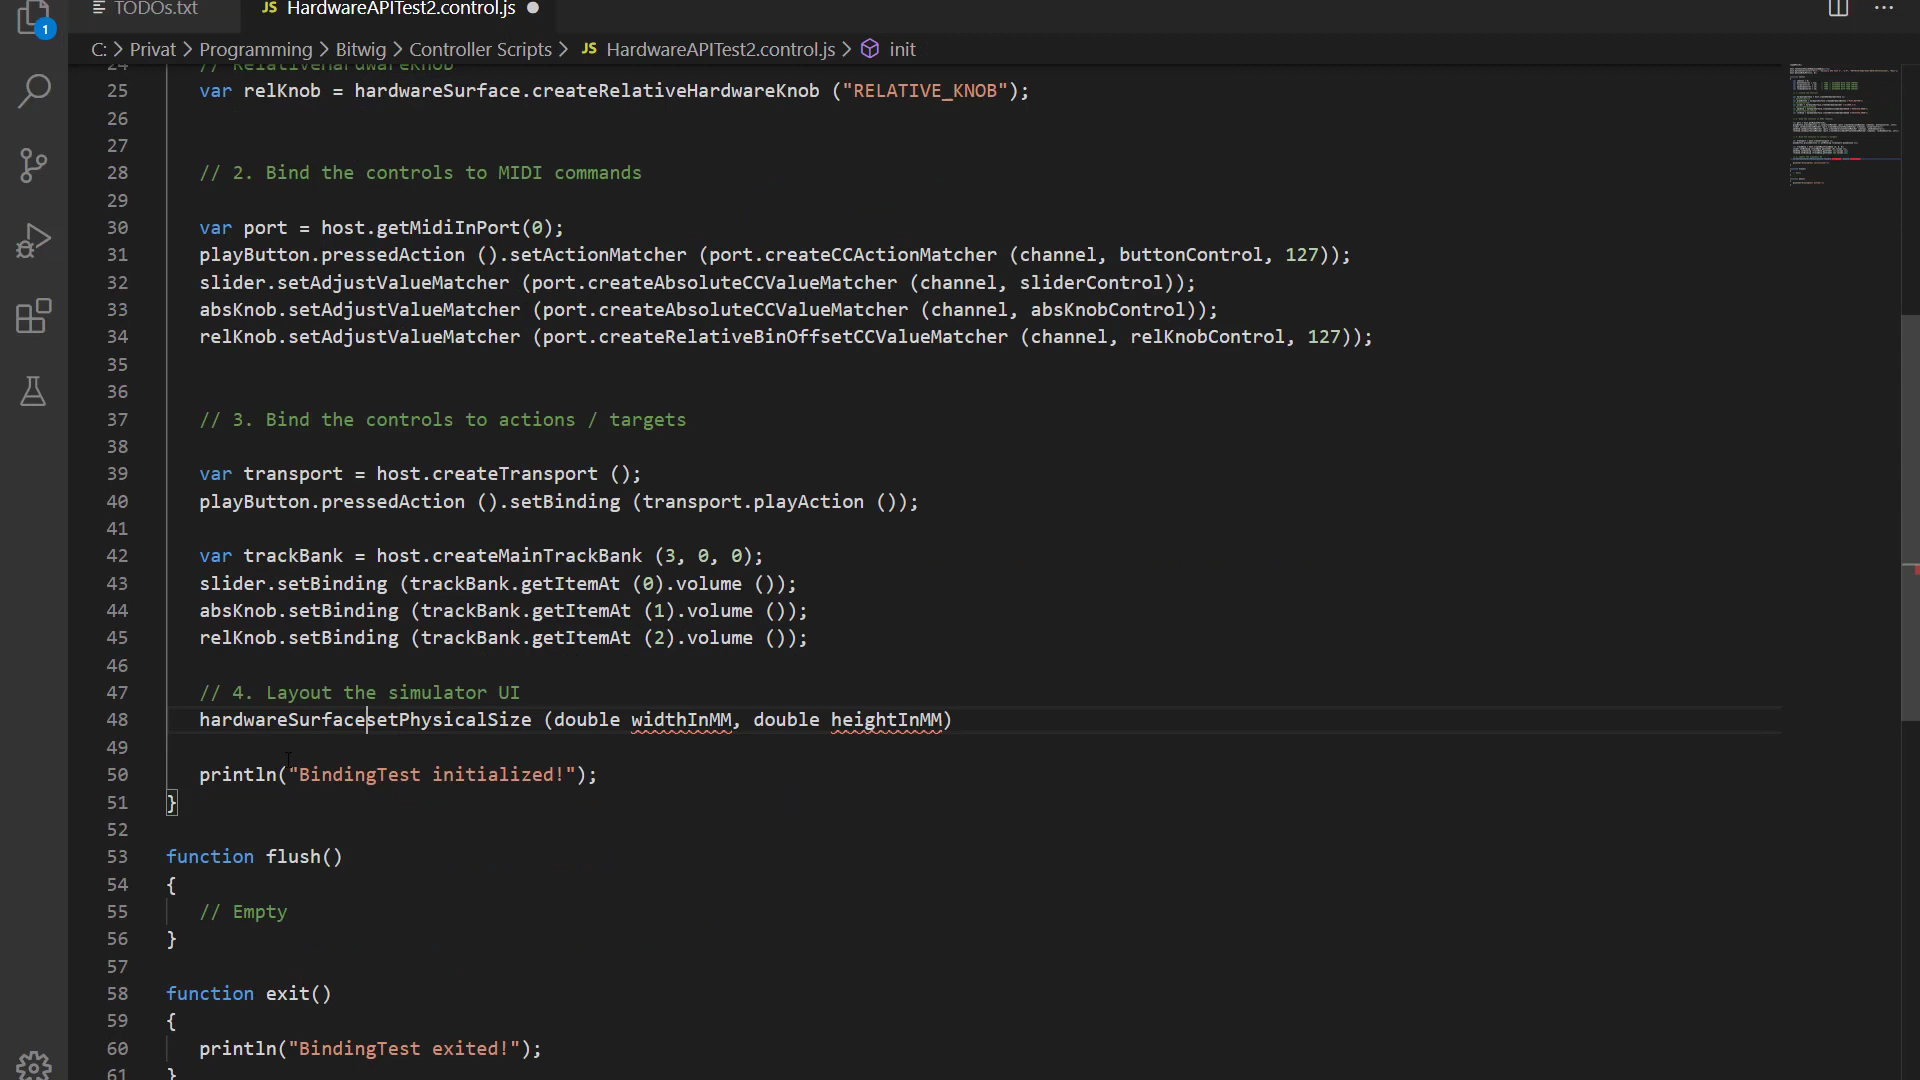 TODOs.txt
JS HardwareAPITest2.control.js
1
C: > Privat > Programming > Bitwig > Controller Scripts > JS HardwareAPITest2.control.js > init
24 // RelativeHardwareKnob
25 var relKnob = hardwareSurface.createRelativeHardwareKnob ("RELATIVE_KNOB");
26
27
28 // 2. Bind the controls to MIDI commands
29
30 var port = host.getMidiInPort(0);
31 playButton.pressedAction ().setActionMatcher (port.createCCActionMatcher (channel, buttonControl, 127));
32 slider.setAdjustValueMatcher (port.createAbsoluteCCValueMatcher (channel, sliderControl));
33 absKnob.setAdjustValueMatcher (port.createAbsoluteCCValueMatcher (channel, absKnobControl));
34 relKnob.setAdjustValueMatcher (port.createRelativeBinOffsetCCValueMatcher (channel, relKnobControl, 127));
35
36
37 // 3. Bind the controls to actions / targets
38
39 var transport = host.createTransport ();
40 playButton.pressedAction ().setBinding (transport.playAction ());
41
42 var trackBank = host.createMainTrackBank (3, 0, 0);
43 slider.setBinding (trackBank.getItemAt (0).volume ());
44 absKnob.setBinding (trackBank.getItemAt (1).volume ());
45 relKnob.setBinding (trackBank.getItemAt (2).volume ());
46
47 // 4. Layout the simulator UI
48 hardwareSurfacesetPhysicalSize (double widthInMM, double heightInMM)
49
50 println("BindingTest initialized!");
51 }
52
53 function flush()
54 {
55 // Empty
56 }
57
58 function exit()
59 {
60 println("BindingTest exited!");
61 }